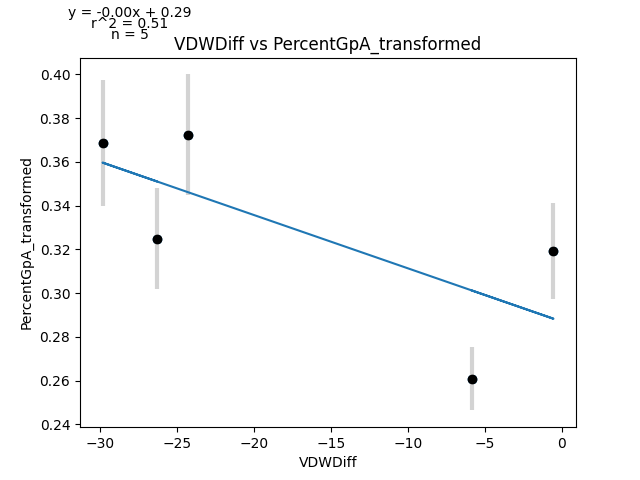 y = -0.00x + 0.29
r^2 = 0.51
n = 5
VDWDiff vs PercentGpA_transformed
0.40
0.38
0.36
0.34
0.32
0.30
0.28
0.26
0.24
PercentGpA_transformed
−30
−25
−20
−15
−10
−5
0
VDWDiff